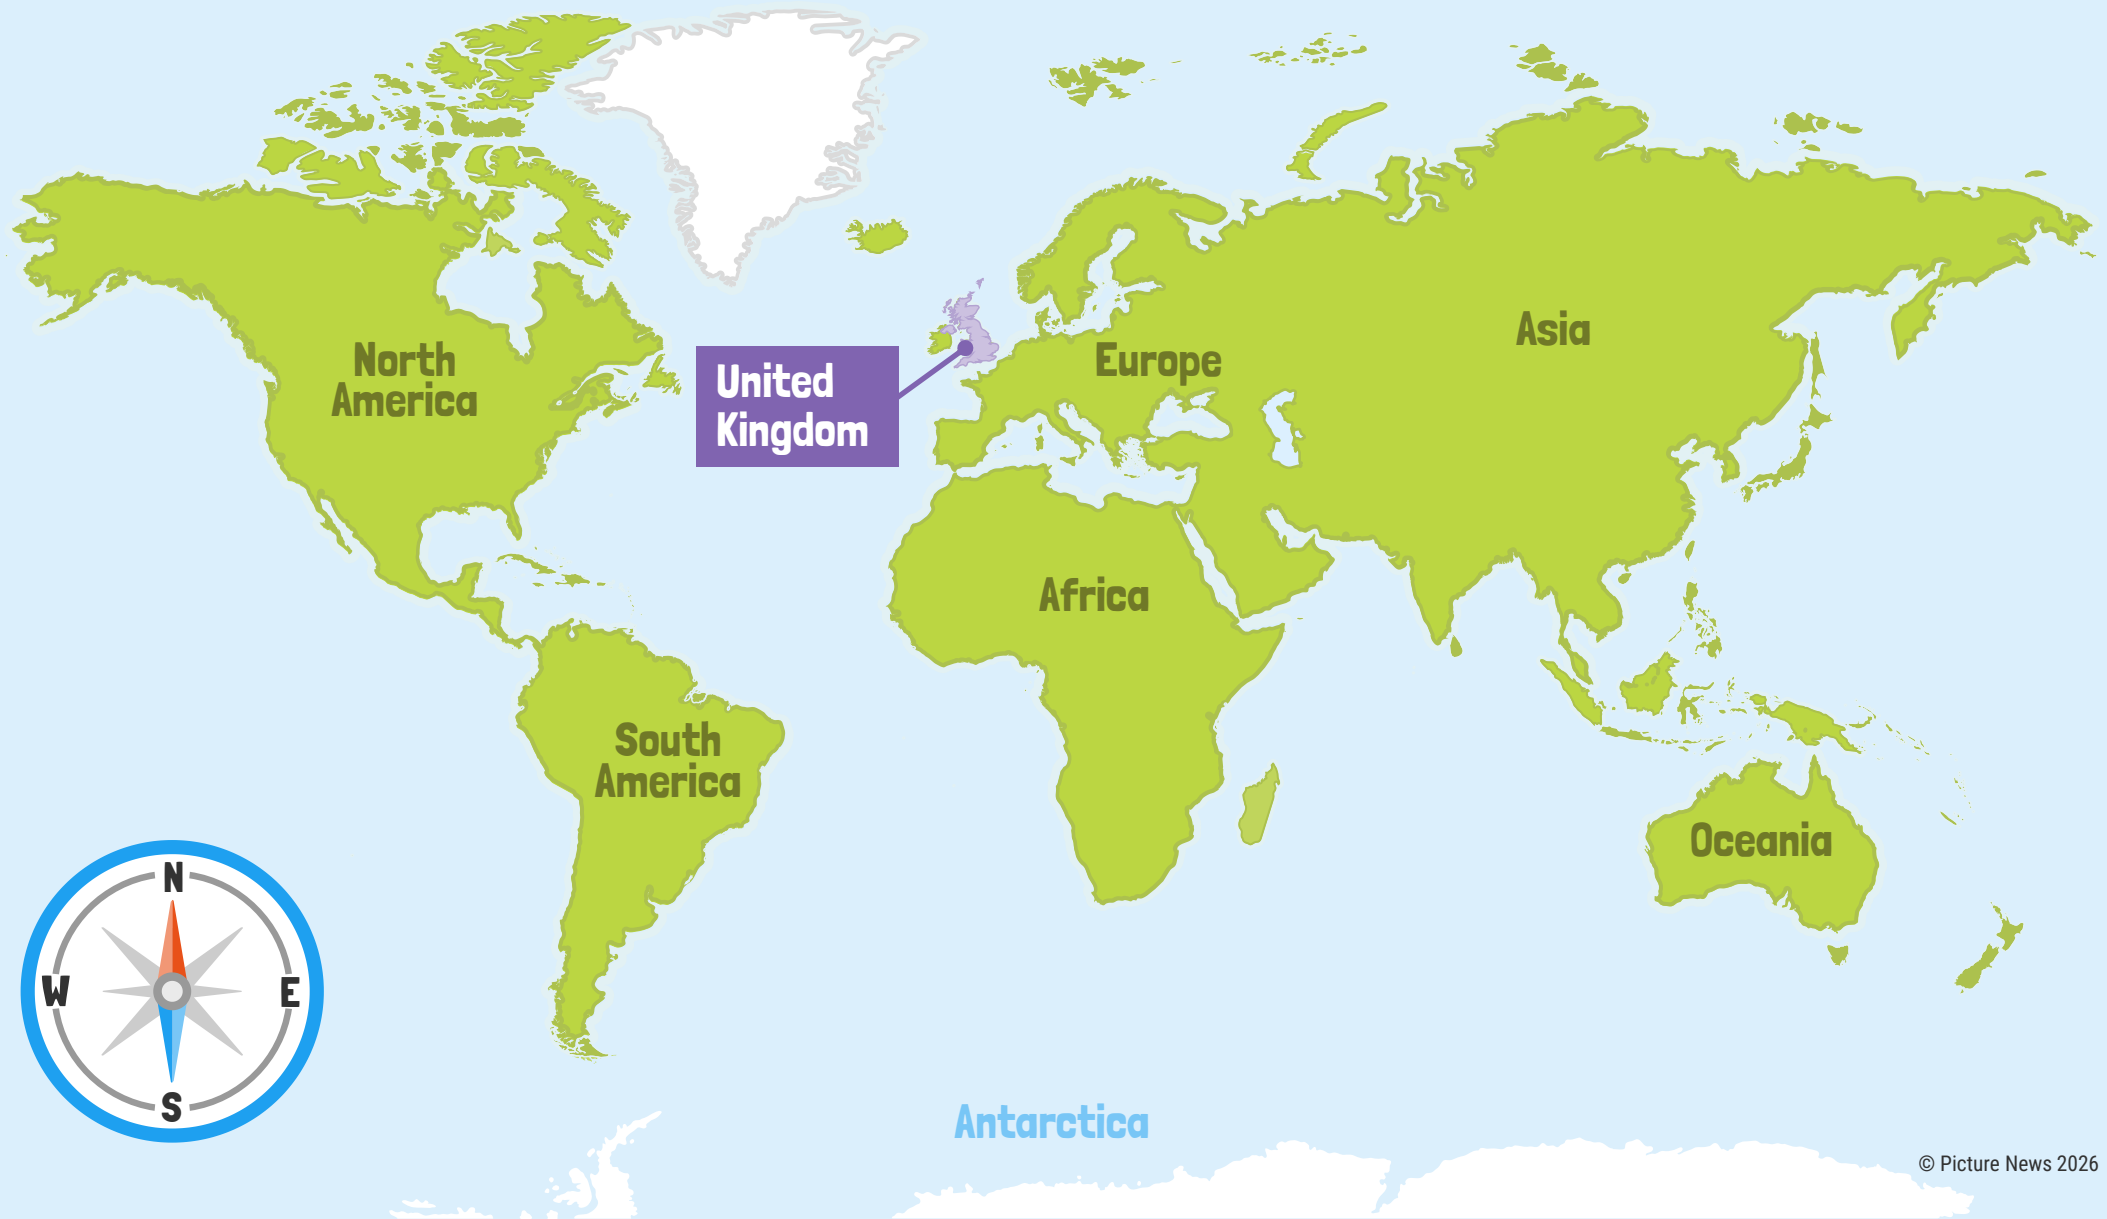 North
America
United
Kingdom
Europe
Asia
Africa
South
America
Oceania
N
W
E
S
Antarctica
© Picture News 2026